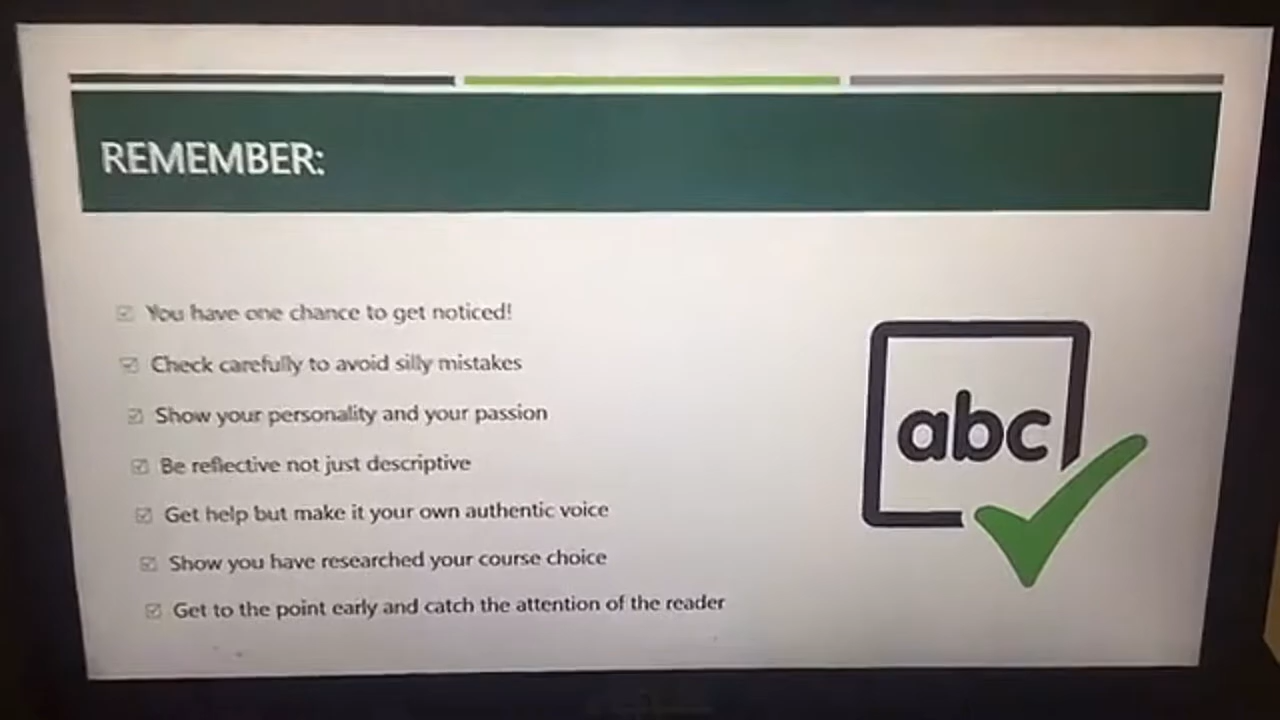 REMEMBER:
You have one chance to get noticed!
Check carefully to avoid silly mistakes
Show your personality and your passion
Be reflective not just descriptive
Get help but make it your own authentic voice
Show you have researched your course choice
Get to the point early and catch the attention of the reader
abc